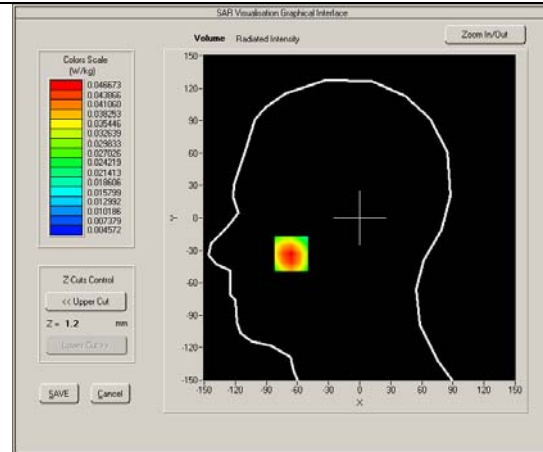 SAR Visualisation Graphical Interface
Volume Radiated Intensity
Zoom In/Out
Colors Scale
(W/kg)
0.046673
0.043866
0.041060
0.038253
0.035446
0.032639
0.029833
0.027026
0.024219
0.021413
0.018606
0.015799
0.012992
0.010186
0.007379
0.004572
150
120
90
60
30
0
-30
-60
-90
-120
-150
Y
-150 -120 -90 -60 -30 0 30 60 90 120 150
X
Z Cuts Control
<< Upper Cut
Z = 1.2 mm
Lower Cut >>
SAVE Cancel